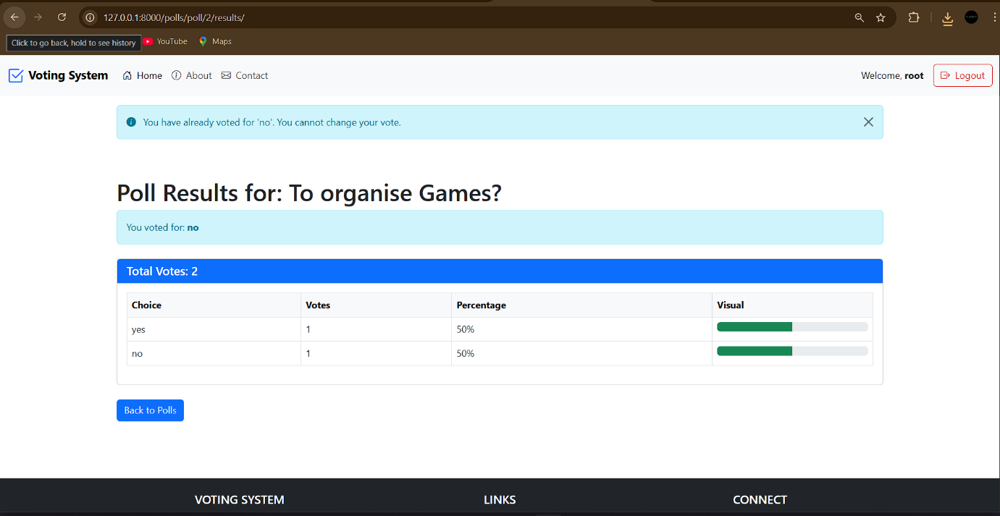 127.0.0.1:8000/polls/poll/2/results/
Click to go back, hold to see history YouTube Maps
Voting System Home About Contact Welcome, root Logout
You have already voted for 'no'. You cannot change your vote.
Poll Results for: To organise Games?
You voted for: no
Total Votes: 2
Choice Votes Percentage Visual
yes 1 50%
no 1 50%
Back to Polls
VOTING SYSTEM LINKS CONNECT